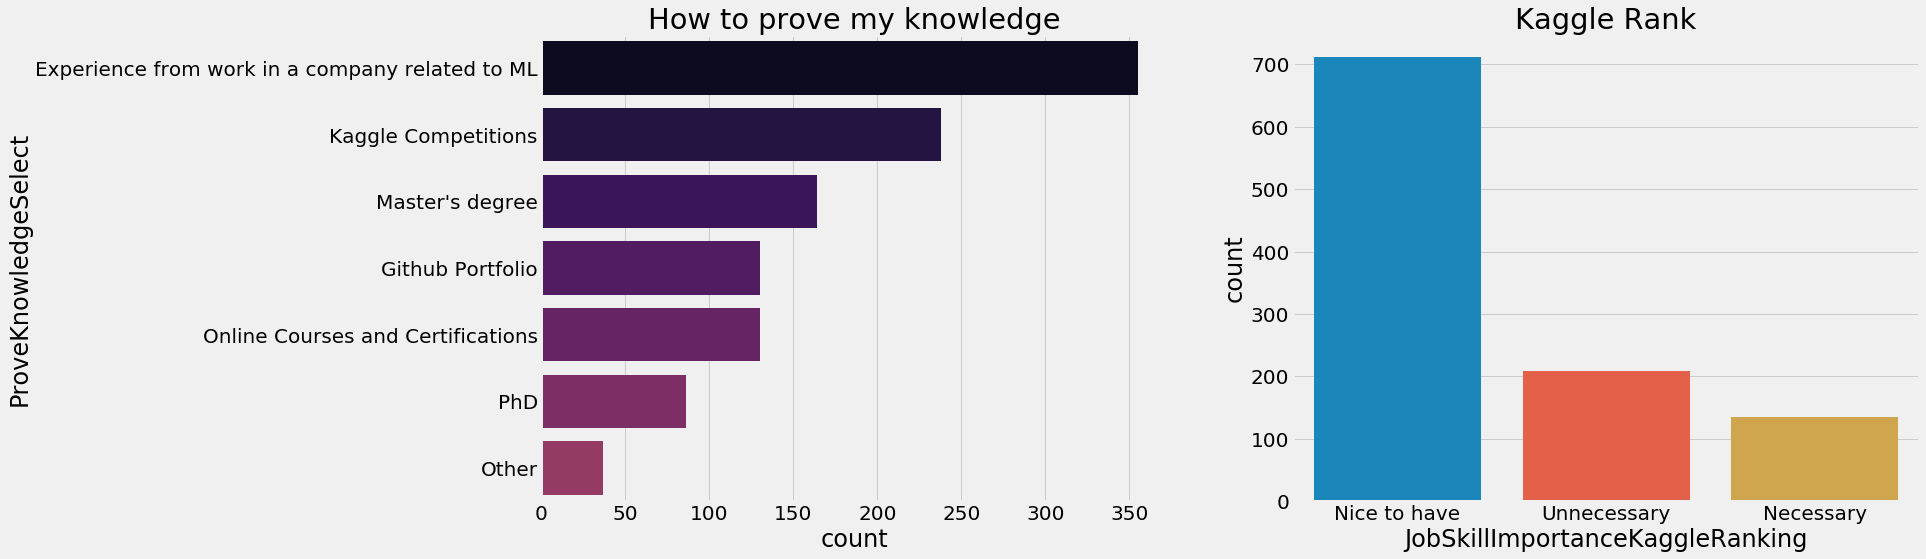 How to prove my knowledge
ProveKnowledgeSelect
Experience from work in a company related to ML
Kaggle Competitions
Master's degree
Github Portfolio
Online Courses and Certifications
PhD
Other
0 50 100 150 200 250 300 350
count
Kaggle Rank
count
700
600
500
400
300
200
100
0
Nice to have Unnecessary Necessary
JobSkillImportanceKaggleRanking